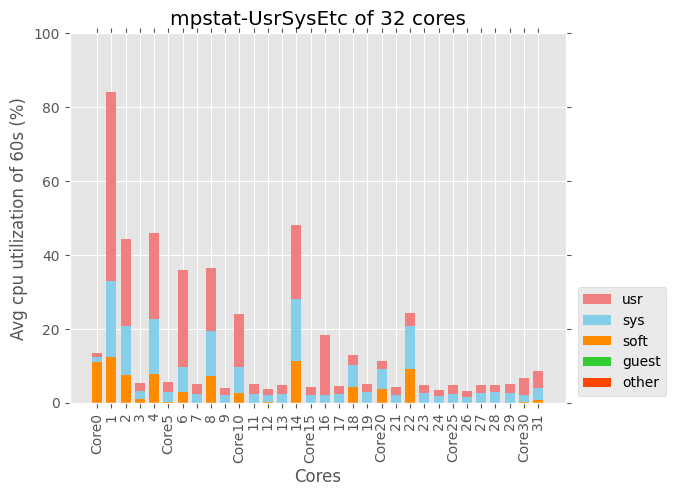 mpstat-UsrSysEtc of 32 cores
100
80
60
40
20
0
Avg cpu utilization of 60s (%)
Core0
1
2
3
4
Core5
6
7
8
9
Core10
11
12
13
14
Core15
16
17
18
19
Core20
21
22
23
24
Core25
26
27
28
29
Core30
31
Cores
usr
sys
soft
guest
other